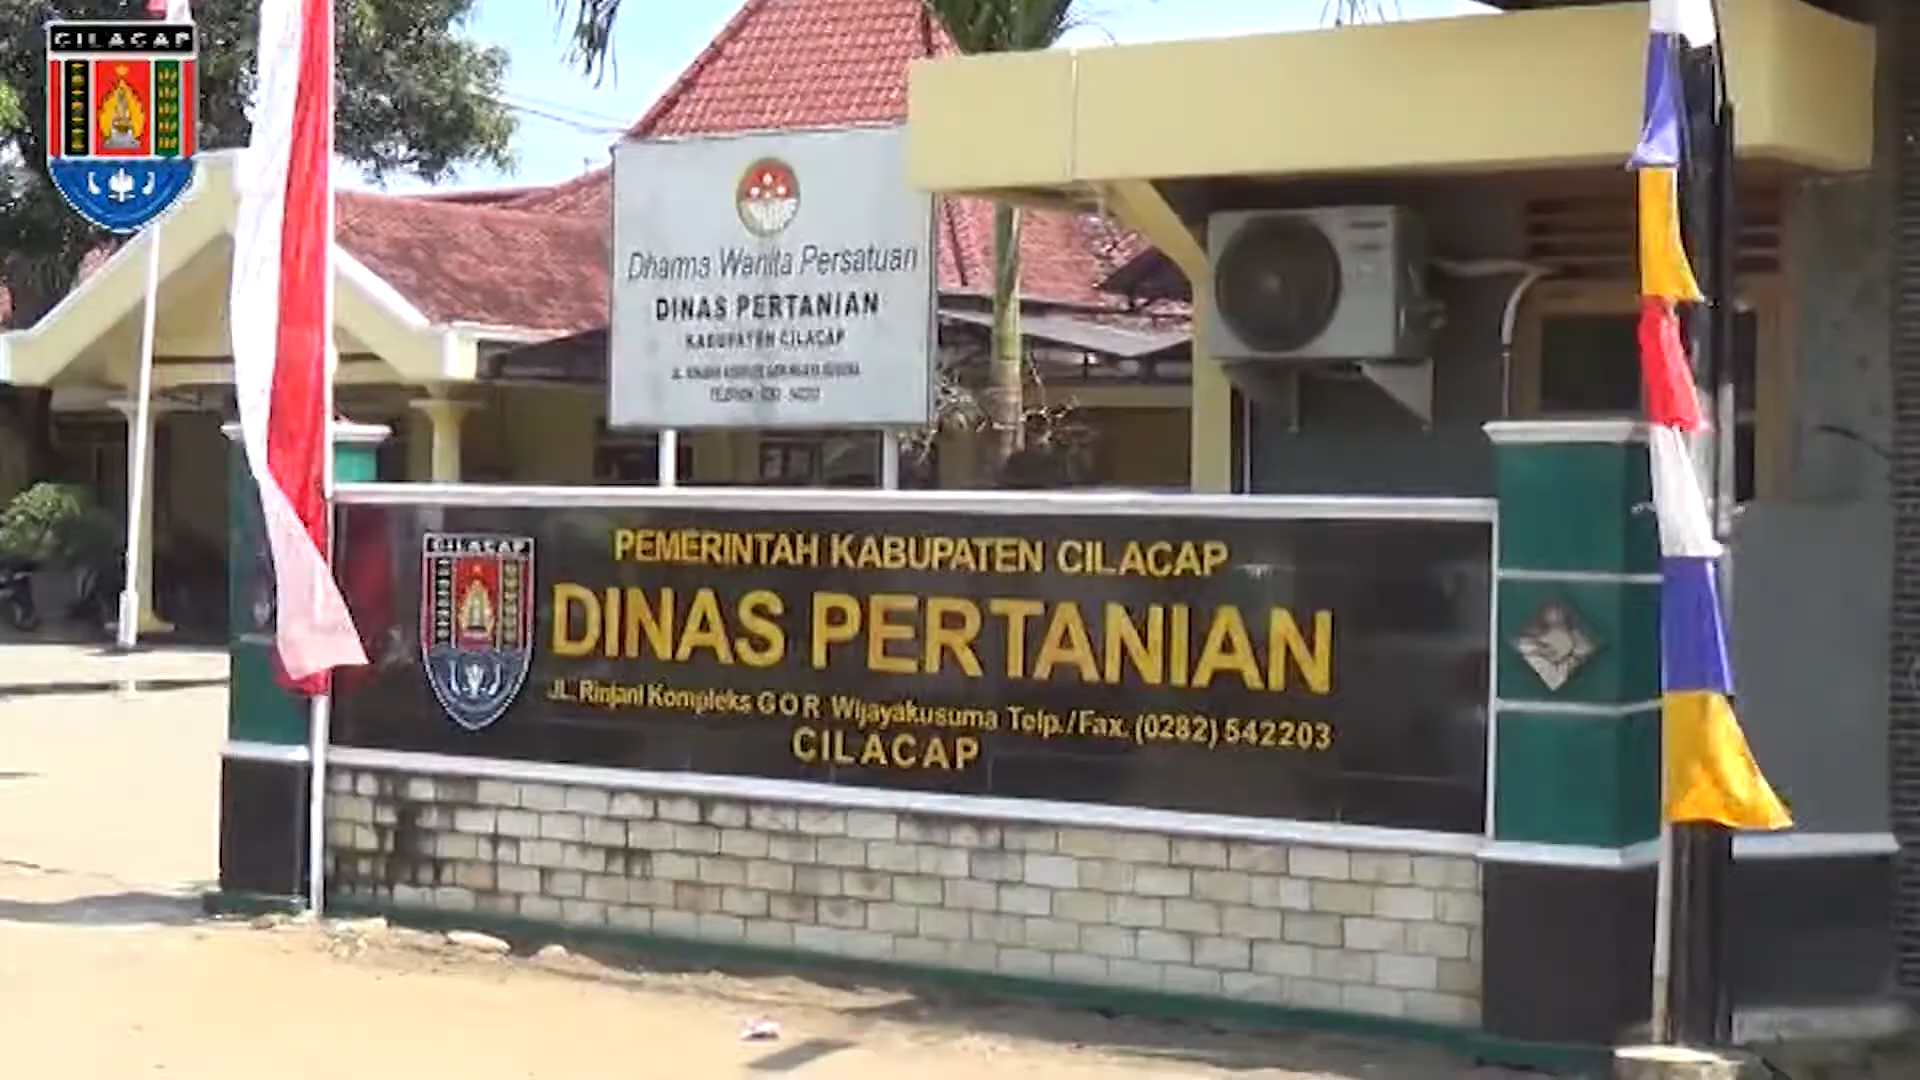 CILACAP
Dharma Wanita Persatuan
DINAS PERTANIAN
KABUPATEN CILACAP
CILACAP
PEMERINTAH KABUPATEN CILACAP
DINAS PERTANIAN
JL. Rinjani Kompleks GOR Wijayakusuma Telp./Fax. (0282) 542203
CILACAP